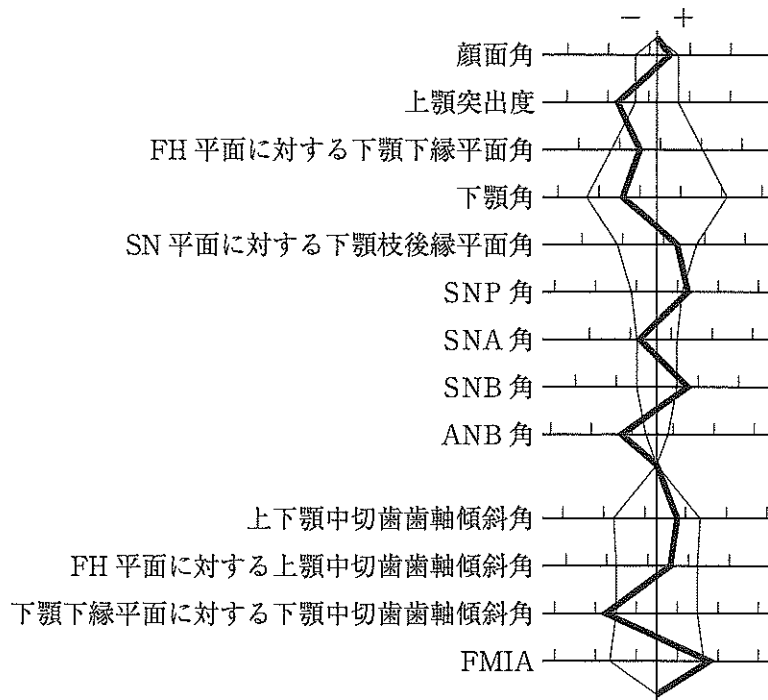 − +
顔面角
上顎突出度
FH 平面に対する下顎下縁平面角
下顎角
SN 平面に対する下顎枝後縁平面角
SNP 角
SNA 角
SNB 角
ANB 角
上下顎中切歯歯軸傾斜角
FH 平面に対する上顎中切歯歯軸傾斜角
下顎下縁平面に対する下顎中切歯歯軸傾斜角
FMIA